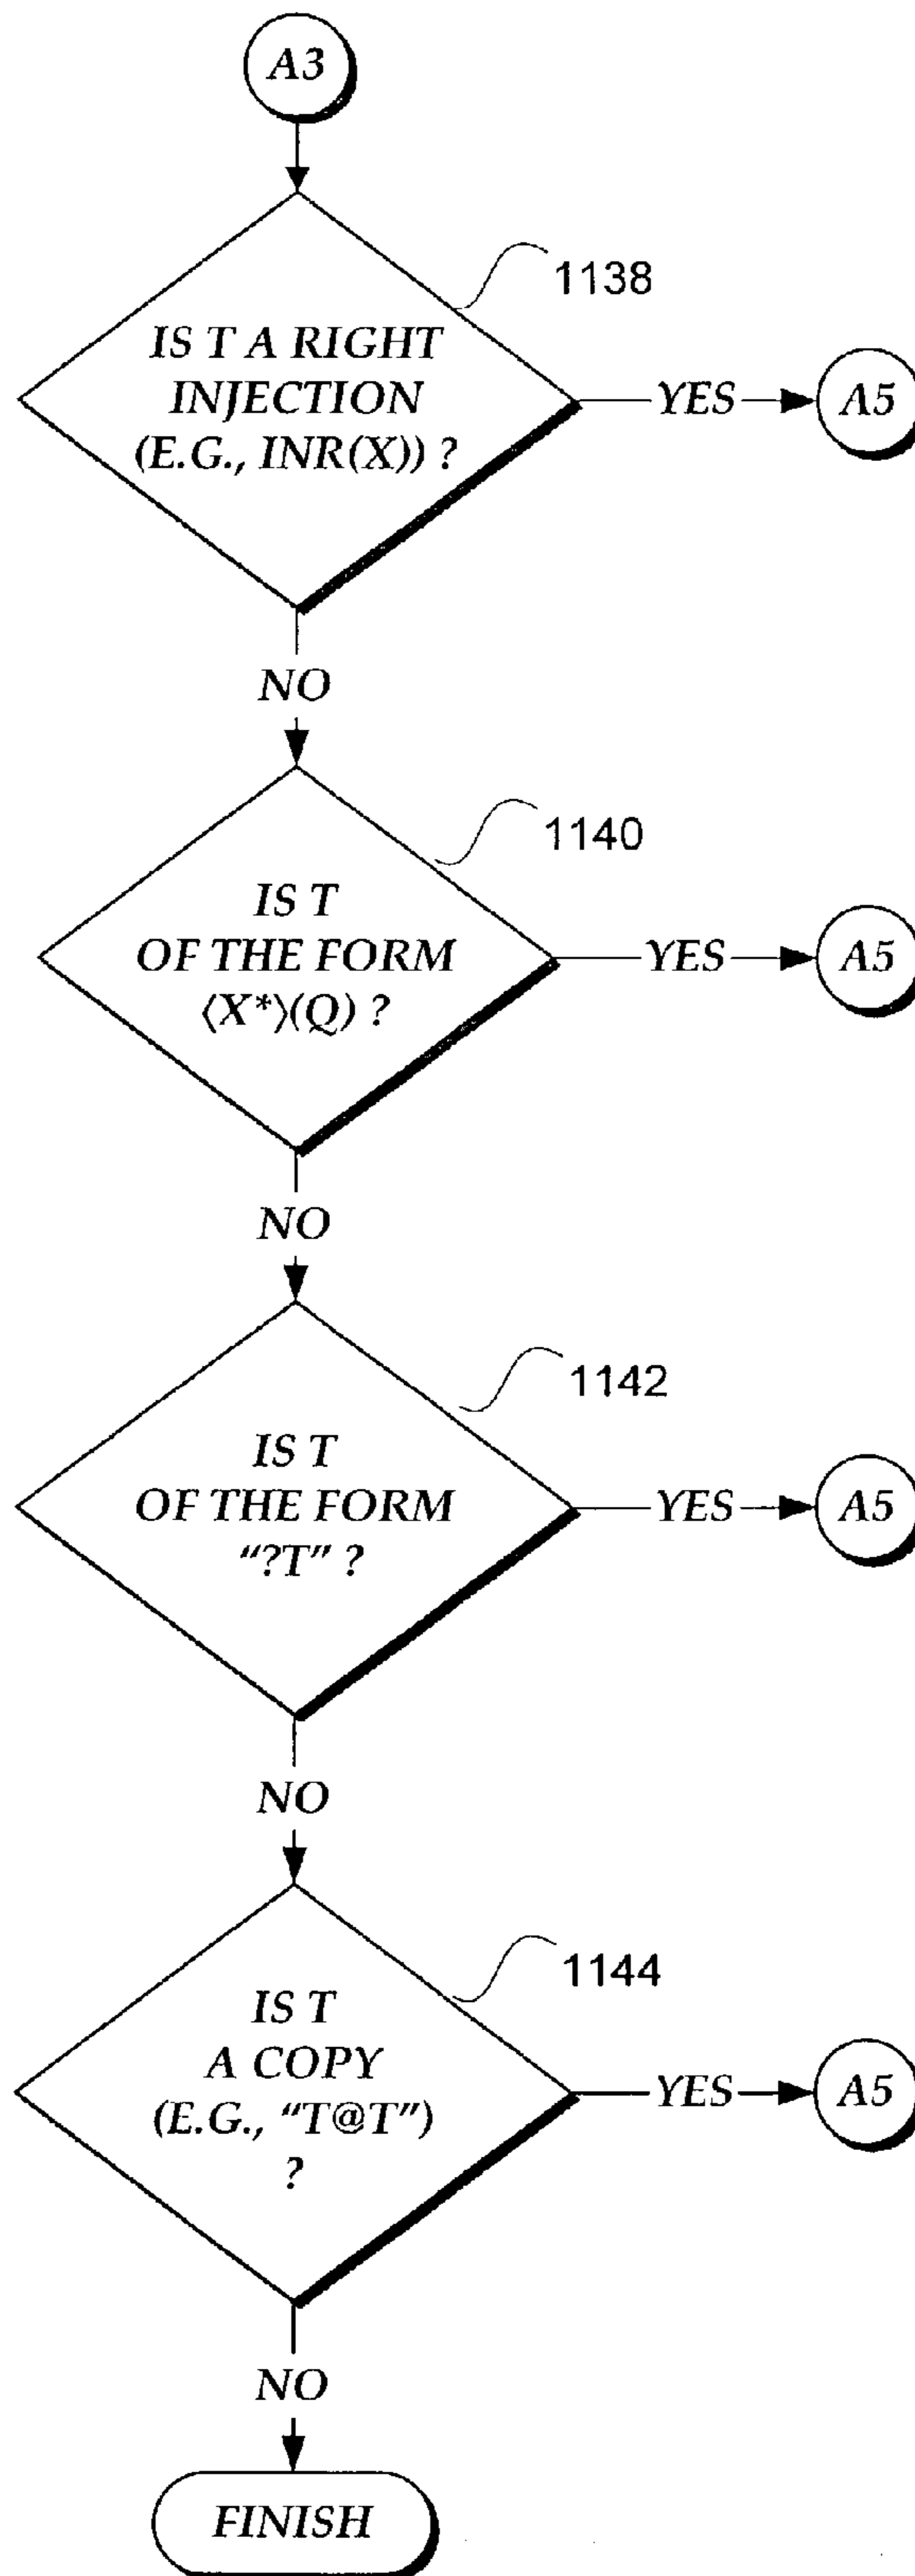 A3
1138
IS T A RIGHT
INJECTION
(E.G., INR(X)) ?
YES
A5
NO
1140
IS T
OF THE FORM
⟨X*⟩(Q) ?
YES
A5
NO
1142
IS T
OF THE FORM
“?T” ?
YES
A5
NO
1144
IS T
A COPY
(E.G., “T@T”)
?
YES
A5
NO
FINISH